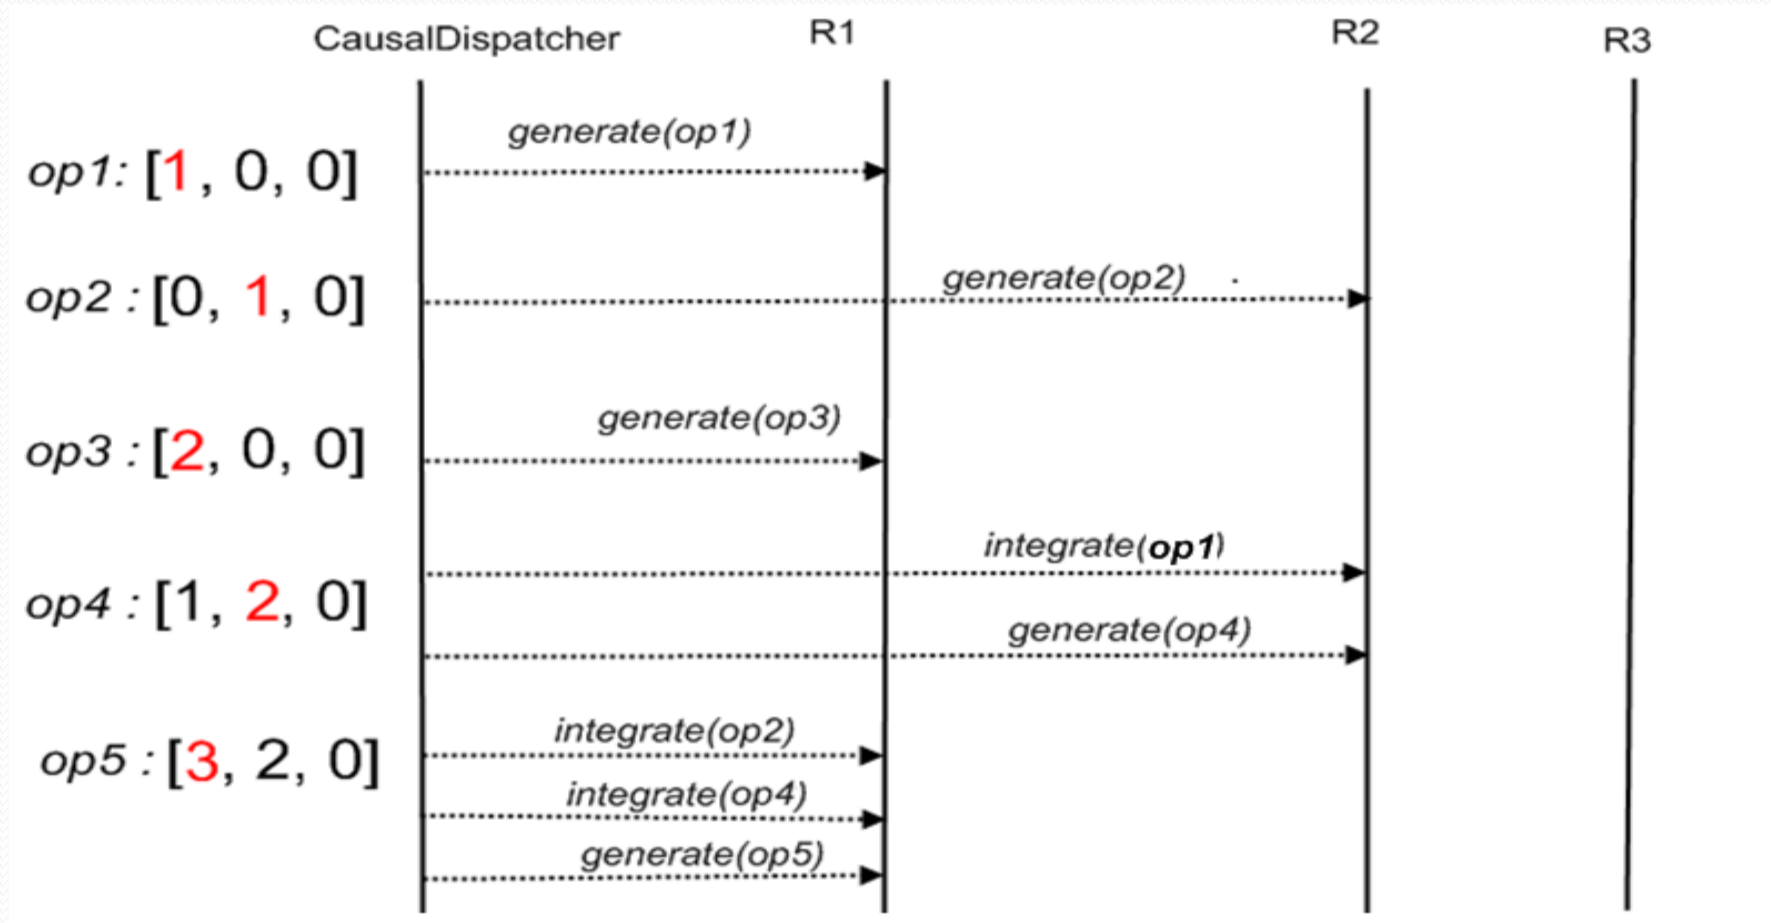 CausalDispatcher R1 R2 R3
generate(op1)
op1: [1, 0, 0]
generate(op2)
op2 : [0, 1, 0]
generate(op3)
op3 : [2, 0, 0]
integrate(op1)
op4 : [1, 2, 0]
generate(op4)
integrate(op2)
op5 : [3, 2, 0]
integrate(op4)
generate(op5)